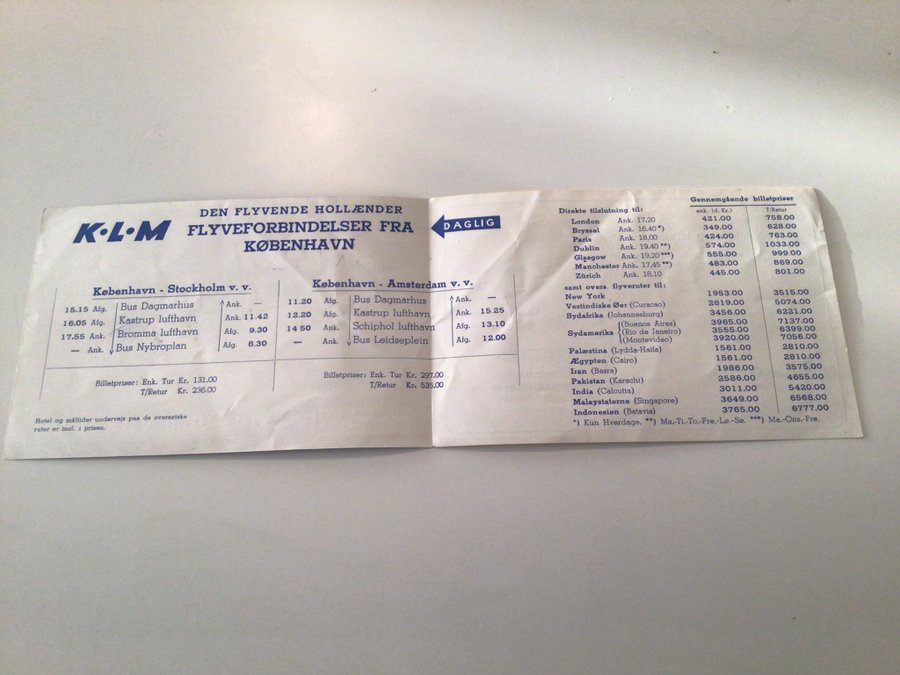 K·L·M
DEN FLYVENDE HOLLÆNDER
FLYVEFORBINDELSER FRA
KØBENHAVN
DAGLIG
København - Stockholm v. v.
15.15 Afg. Bus Dagmarhus Ank. —
16.05 Afg. Kastrup lufthavn Ank. 11.42
17.55 Ank. Bromma lufthavn Afg. 9.30
— Ank. Bus Nybroplan Afg. 8.30
Billetpriser: Enk. Tur Kr. 131.00
T/Retur Kr. 236.00
Hotel og måltider undervejs paa de oversøiske
ruter er incl. i prisen.
København - Amsterdam v. v.
11.20 Afg. Bus Dagmarhus Ank. —
12.20 Afg. Kastrup lufthavn Ank. 15.25
14 50 Ank. Schiphol lufthavn Afg. 13.10
— Ank. Bus Leidseplein Afg. 12.00
Billetpriser: Enk. Tur Kr. 297.00
T/Retur Kr. 535.00
Gennemgående billetpriser
Direkte tilslutning til: enk. (d. Kr.) T/Retur
London Ank. 17.20 421.00 758.00
Bryssel Ank. 16.40 *) 349.00 628.00
Paris Ank. 18.00 424.00 763.00
Dublin Ank. 19.40 **) 574.00 1033.00
Glasgow Ank. 19.20 ***) 555.00 999.00
Manchester Ank. 17.45 **) 483.00 869.00
Zürich Ank. 18.10 445.00 801.00
samt overs. flyveruter til:
New York 1953.00 3515.00
Vestindiske Øer (Curacao) 2819.00 5074.00
Sydafrika (Johannesburg) 3456.00 6221.00
Sydamerika (Buenos Aires) 3965.00 7137.00
(Rio de Janeiro) 3555.00 6399.00
(Montevideo) 3920.00 7056.00
Palæstina (Lydda-Haifa) 1561.00 2810.00
Ægypten (Cairo) 1561.00 2810.00
Iran (Basra) 1986.00 3575.00
Pakistan (Karachi) 2586.00 4655.00
India (Calcutta) 3011.00 5420.00
Malaystaterne (Singapore) 3649.00 6568.00
Indonesien (Batavia) 3765.00 6777.00
*) Kun Hverdage. **) Ma.-Ti.-To.-Fre.-Lø.-Sø. ***) Ma.-Ons.-Fre.